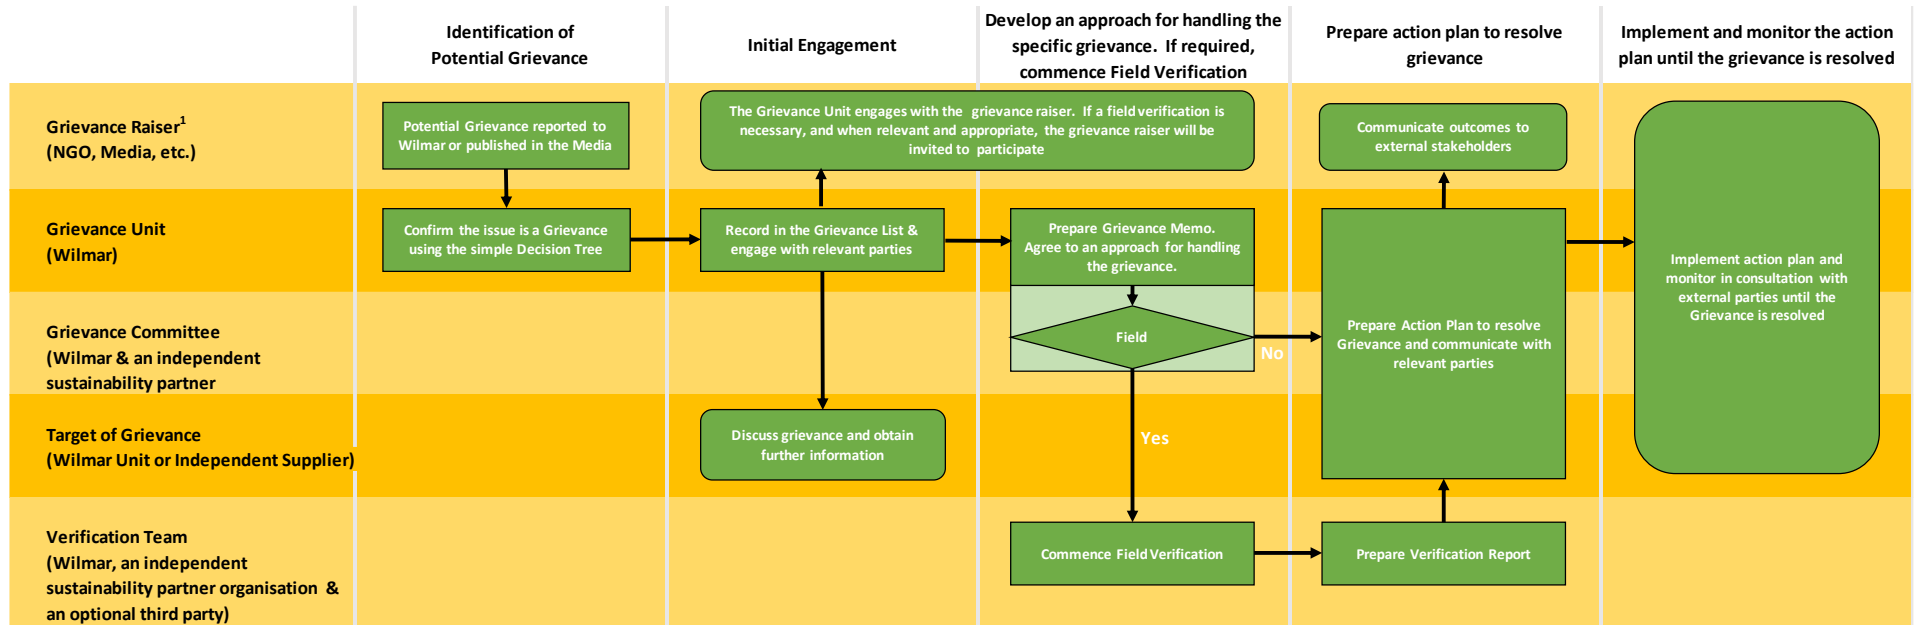 Identification of
Potential Grievance
Initial Engagement
Develop an approach for handling the
specific grievance. If required,
commence Field Verification
Prepare action plan to resolve
grievance
Implement and monitor the action
plan until the grievance is resolved
Grievance Raiser1
(NGO, Media, etc.)
Potential Grievance reported to
Wilmar or published in the Media
The Grievance Unit engages with the grievance raiser. If a field verification is
necessary, and when relevant and appropriate, the grievance raiser will be
invited to participate
Communicate outcomes to
external stakeholders
Grievance Unit
(Wilmar)
Confirm the issue is a Grievance
using the simple Decision Tree
Record in the Grievance List &
engage with relevant parties
Prepare Grievance Memo.
Agree to an approach for handling
the grievance.
Implement action plan and
monitor in consultation with
external parties until the
Grievance is resolved
Grievance Committee
(Wilmar & an independent
sustainability partner
Field
No
Prepare Action Plan to resolve
Grievance and communicate with
relevant parties
Target of Grievance
(Wilmar Unit or Independent Supplier)
Discuss grievance and obtain
further information
Yes
Verification Team
(Wilmar, an independent
sustainability partner organisation &
an optional third party)
Commence Field Verification
Prepare Verification Report